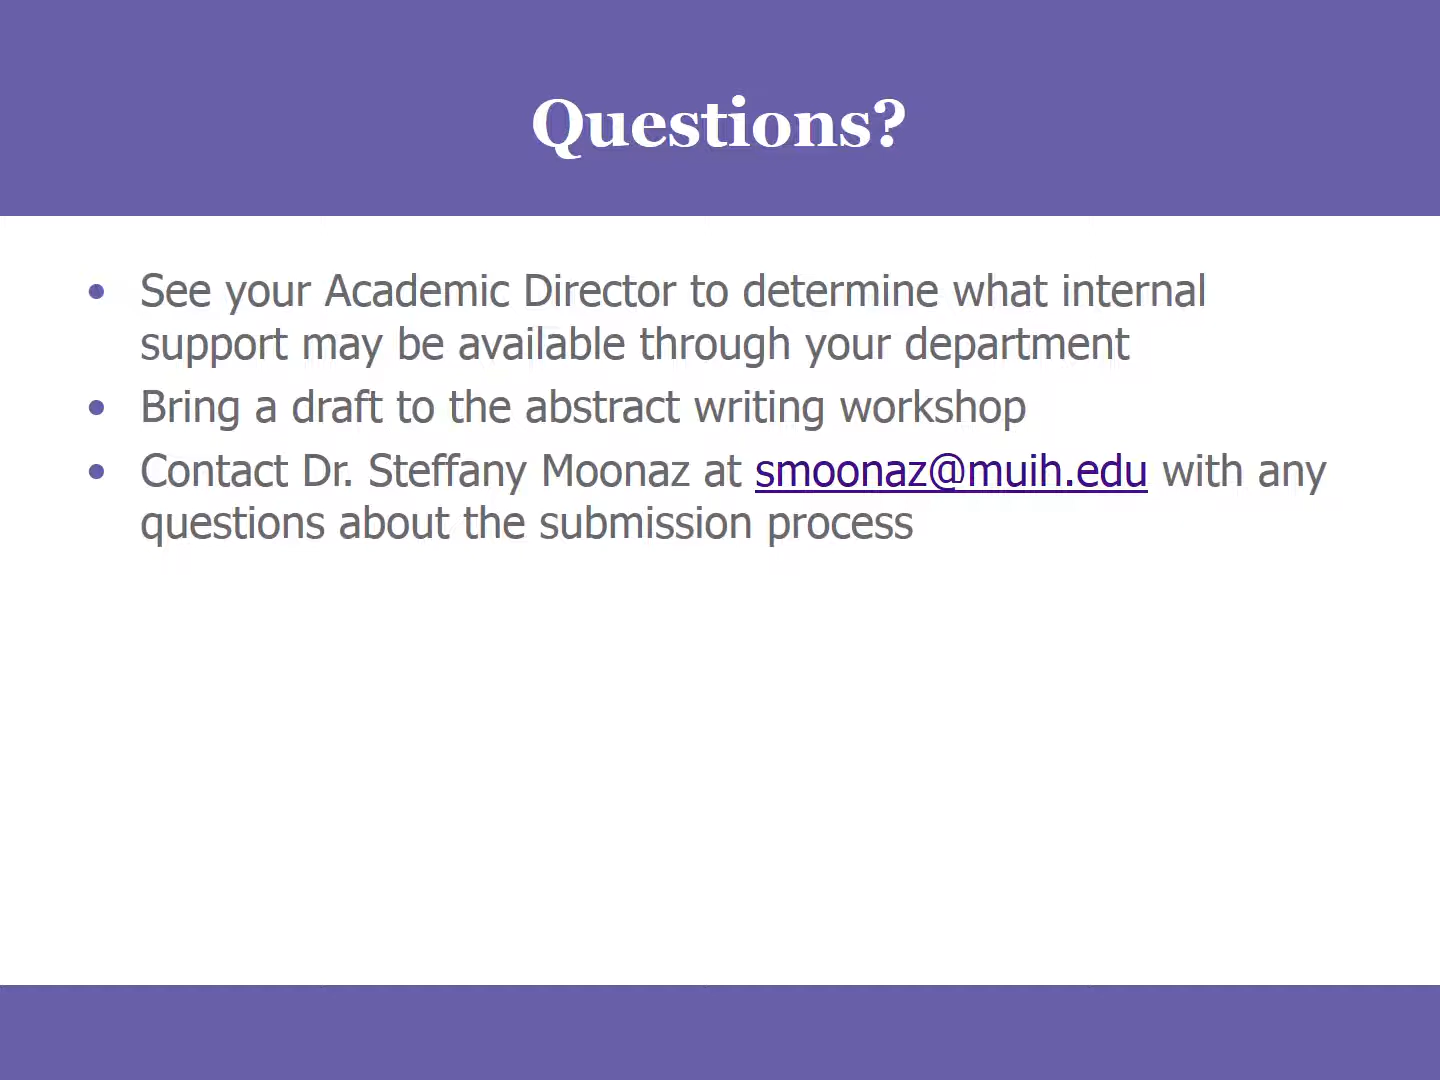 Questions?
• See your Academic Director to determine what internal
support may be available through your department
• Bring a draft to the abstract writing workshop
• Contact Dr. Steffany Moonaz at smoonaz@muih.edu with any
questions about the submission process